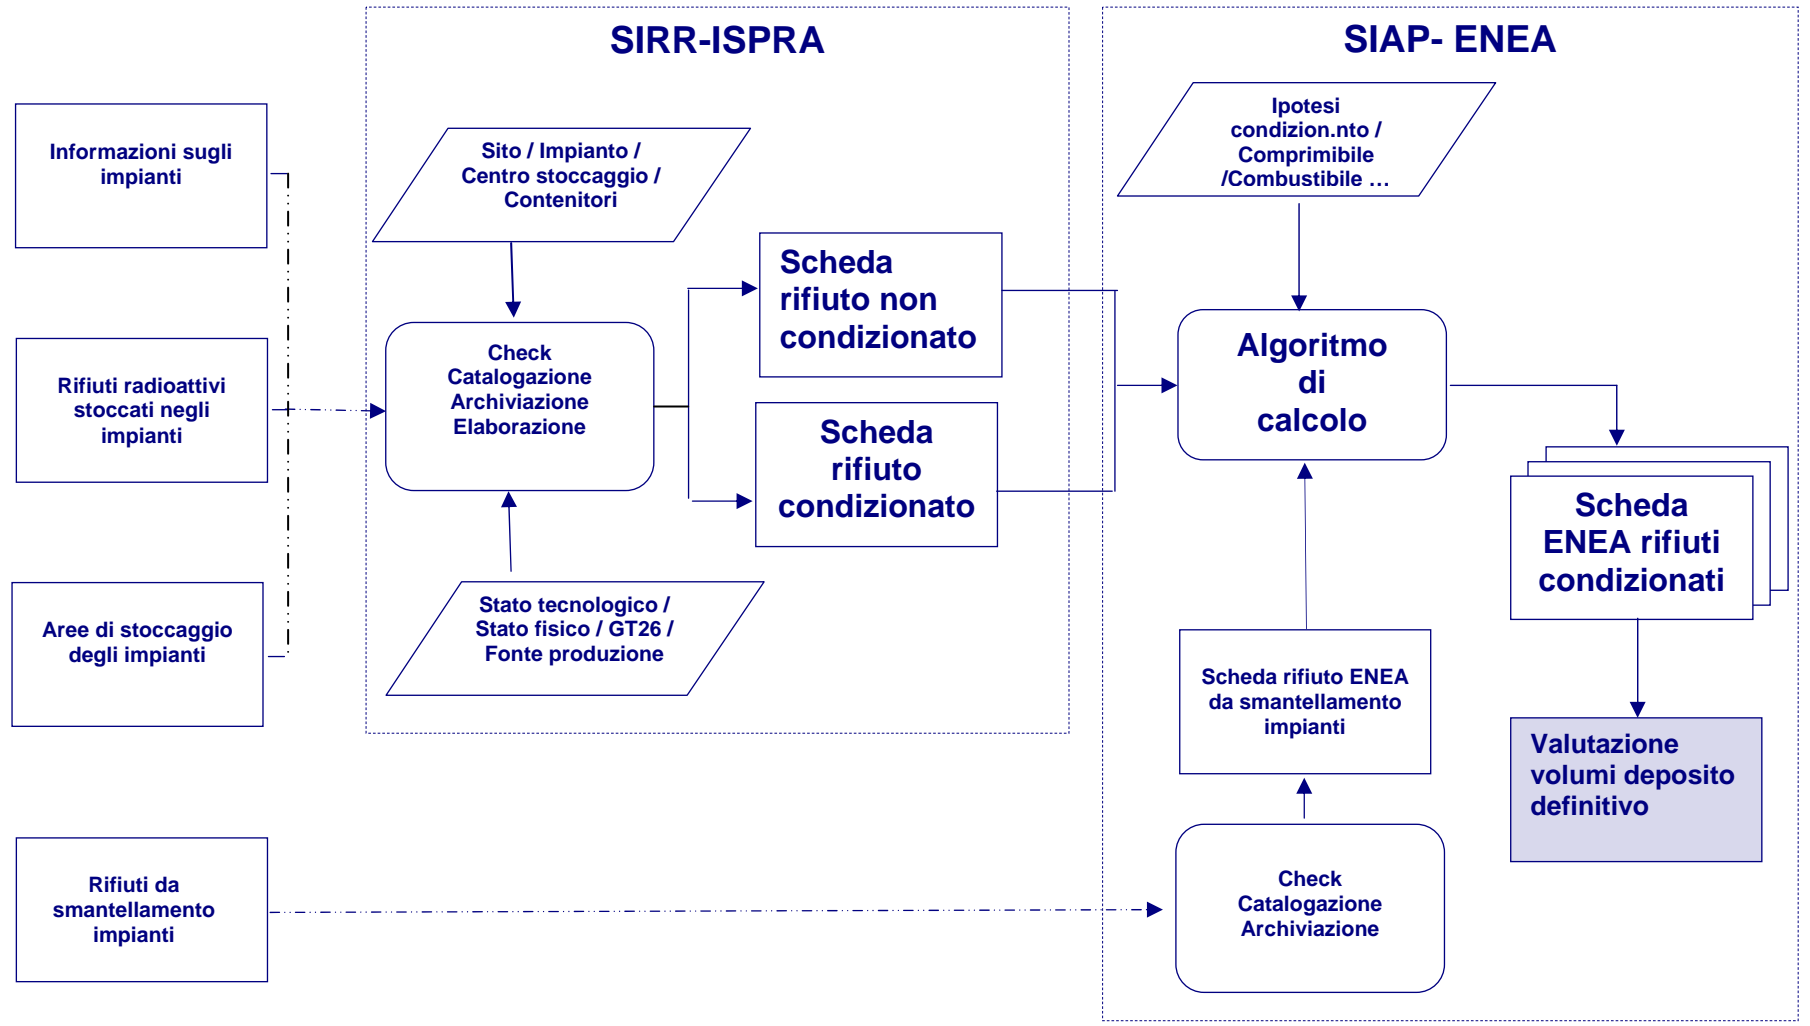 SIRR-ISPRA
SIAP- ENEA
Informazioni sugli
impianti
Rifiuti radioattivi
stoccati negli
impianti
Aree di stoccaggio
degli impianti
Rifiuti da
smantellamento
impianti
Sito / Impianto /
Centro stoccaggio /
Contenitori
Check
Catalogazione
Archiviazione
Elaborazione
Stato tecnologico /
Stato fisico / GT26 /
Fonte produzione
Scheda
rifiuto non
condizionato
Scheda
rifiuto
condizionato
Ipotesi
condizion.nto /
Comprimibile
/Combustibile …
Algoritmo
di
calcolo
Scheda rifiuto ENEA
da smantellamento
impianti
Check
Catalogazione
Archiviazione
Scheda
ENEA rifiuti
condizionati
Valutazione
volumi deposito
definitivo